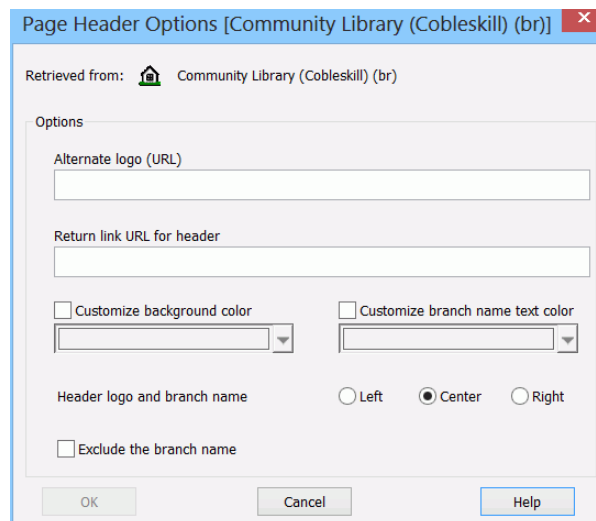 Page Header Options [Community Library (Cobleskill) (br)]
Retrieved from: Community Library (Cobleskill) (br)
Options
Alternate logo (URL)
Return link URL for header
Customize background color Customize branch name text color
Header logo and branch name Left Center Right
Exclude the branch name
OK Cancel Help